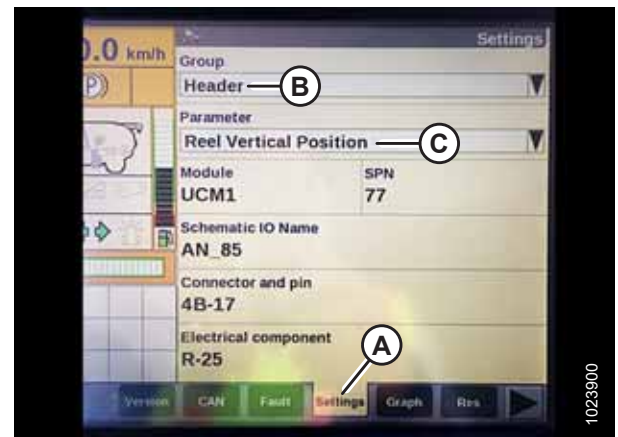 0.0 km/h
Settings
Group
Header
B
(P)
Parameter
Reel Vertical Position
C
Module SPN
UCM1 77
Schematic IO Name
AN_85
Connector and pin
4B-17
Electrical component
R-25
A
Version CAN Fault Settings Graph Res
1023900